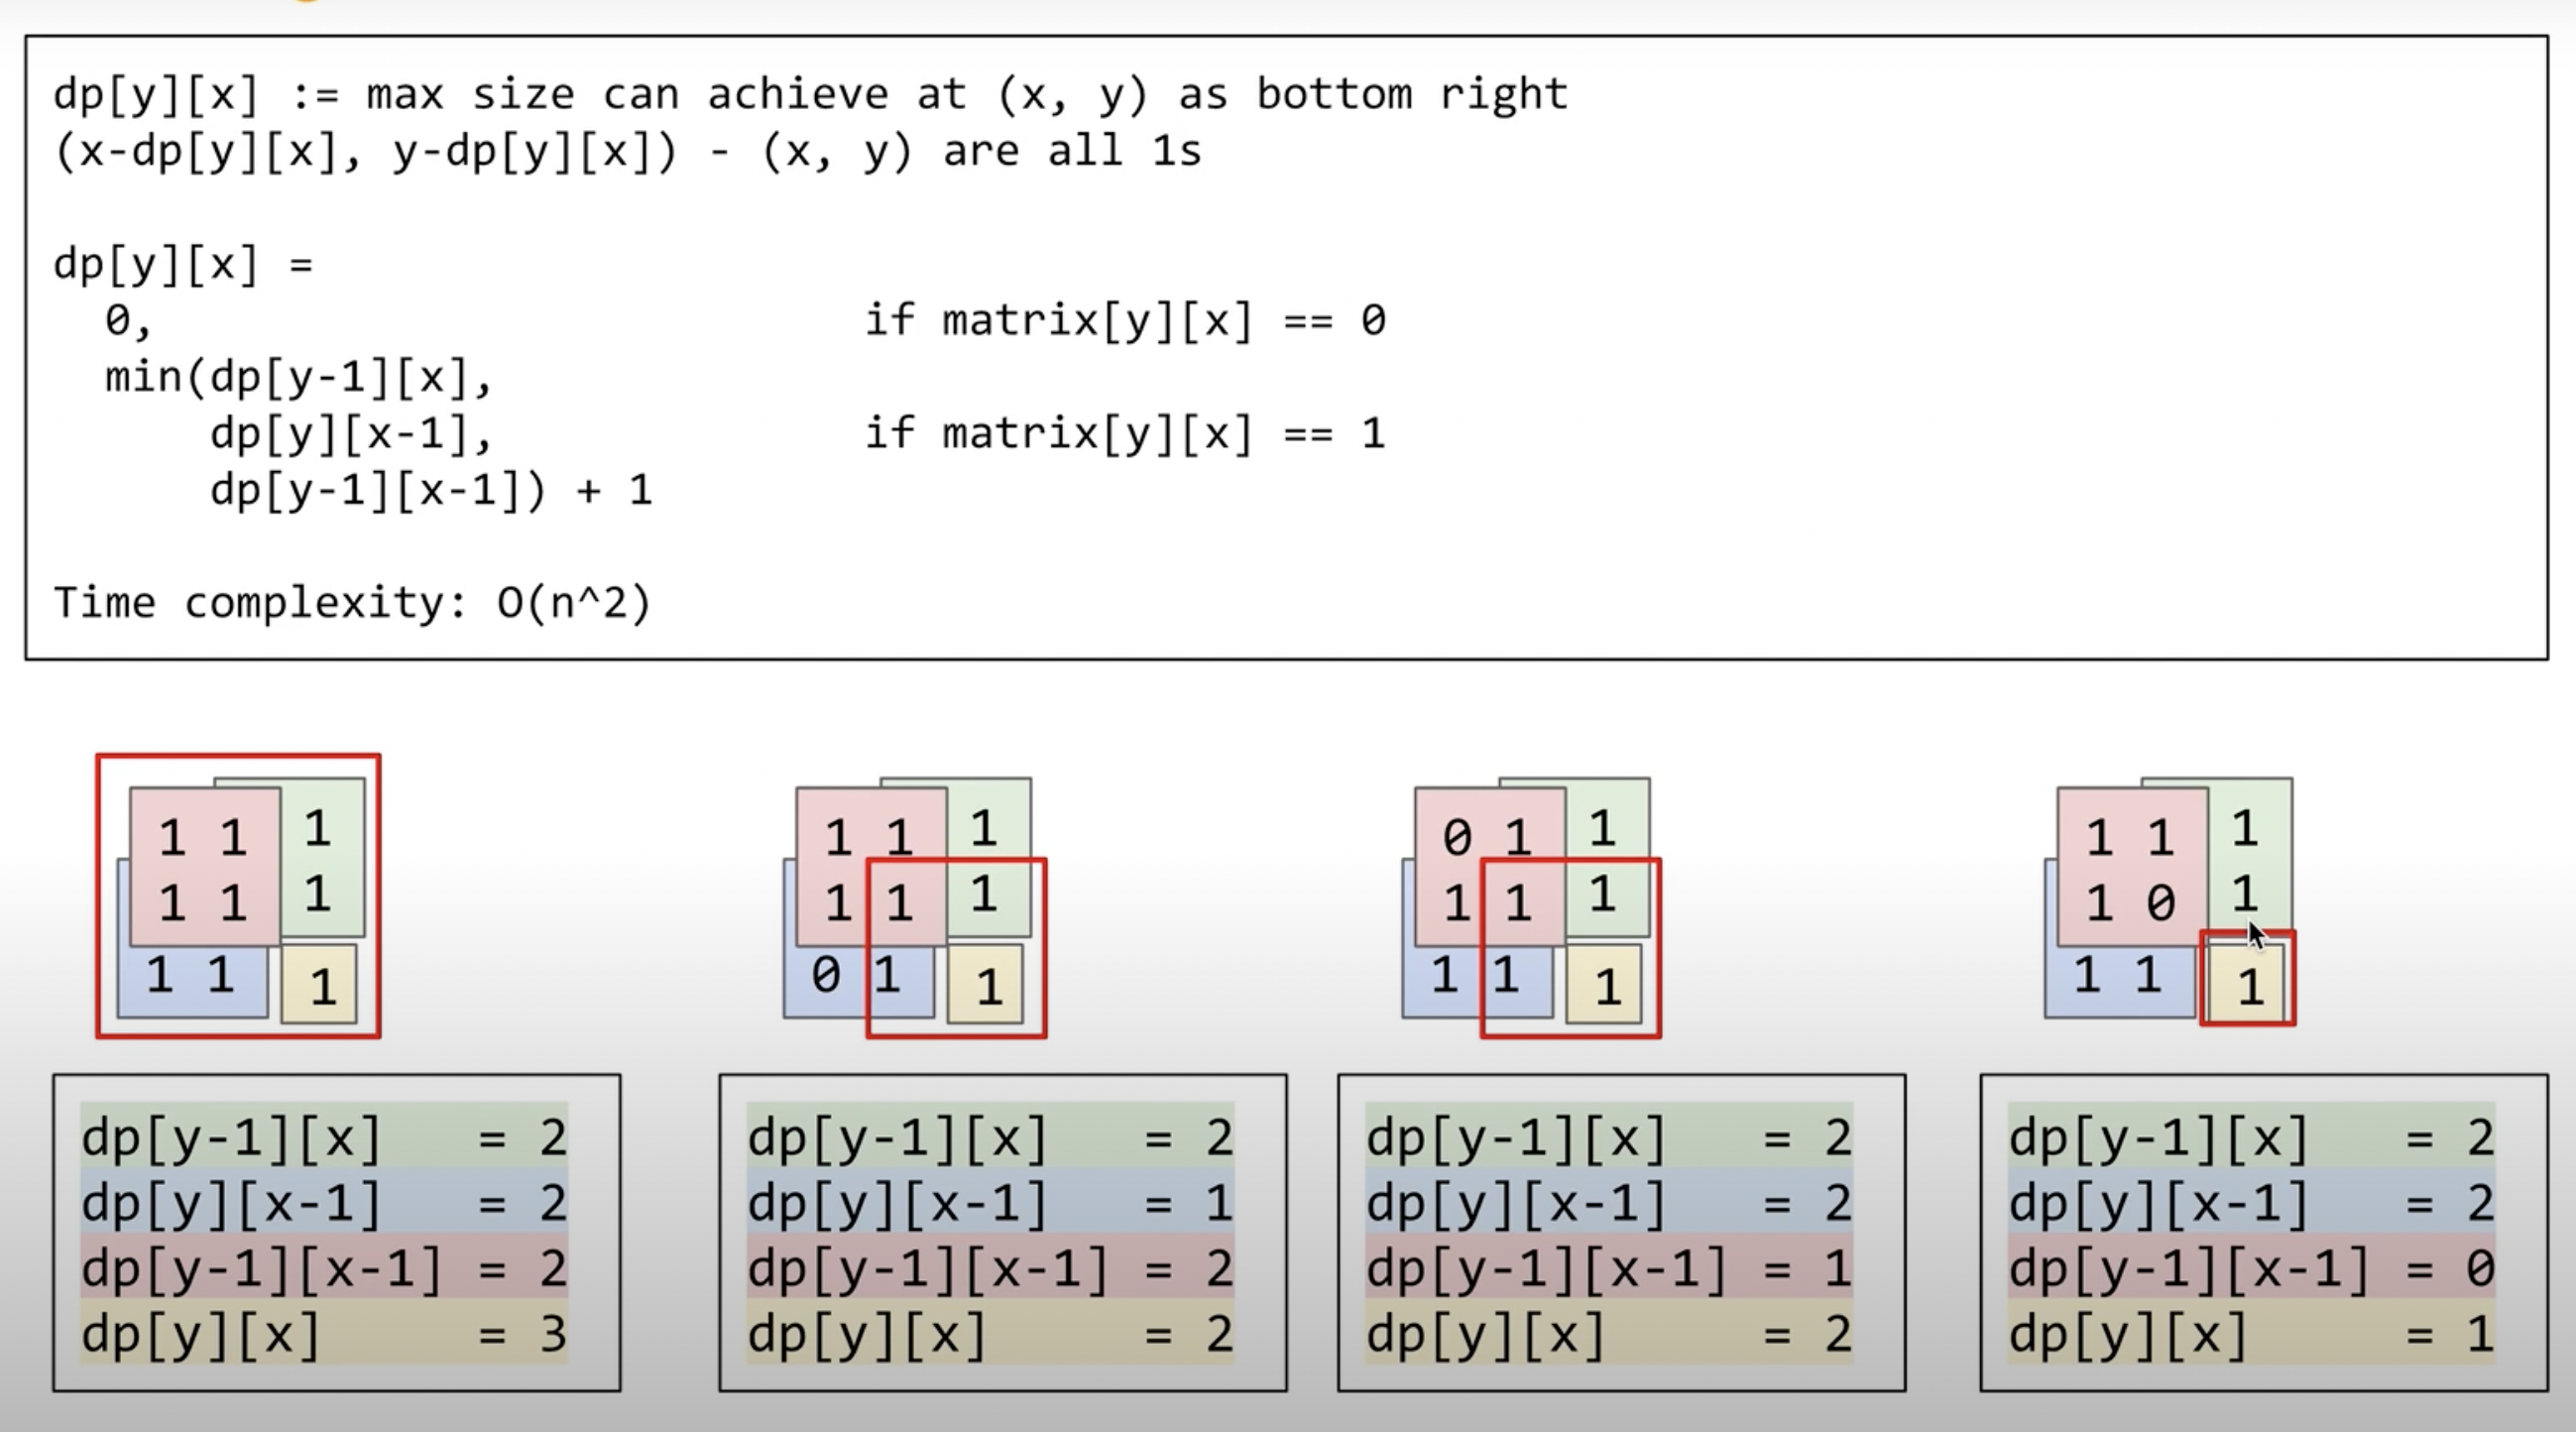 dp[y][x] := max size can achieve at (x, y) as bottom right
(x-dp[y][x], y-dp[y][x]) - (x, y) are all 1s
dp[y][x] =
0, if matrix[y][x] == 0
min(dp[y-1][x],
dp[y][x-1], if matrix[y][x] == 1
dp[y-1][x-1]) + 1
Time complexity: O(n^2)
1 1 1
1 1 1
1 1 1
1 1 1
1 1 1
0 1 1
0 1 1
1 1 1
1 1 1
1 1 1
1 0 1
1 1 1
dp[y-1][x] = 2
dp[y][x-1] = 2
dp[y-1][x-1] = 2
dp[y][x] = 3
dp[y-1][x] = 2
dp[y][x-1] = 1
dp[y-1][x-1] = 2
dp[y][x] = 2
dp[y-1][x] = 2
dp[y][x-1] = 2
dp[y-1][x-1] = 1
dp[y][x] = 2
dp[y-1][x] = 2
dp[y][x-1] = 2
dp[y-1][x-1] = 0
dp[y][x] = 1